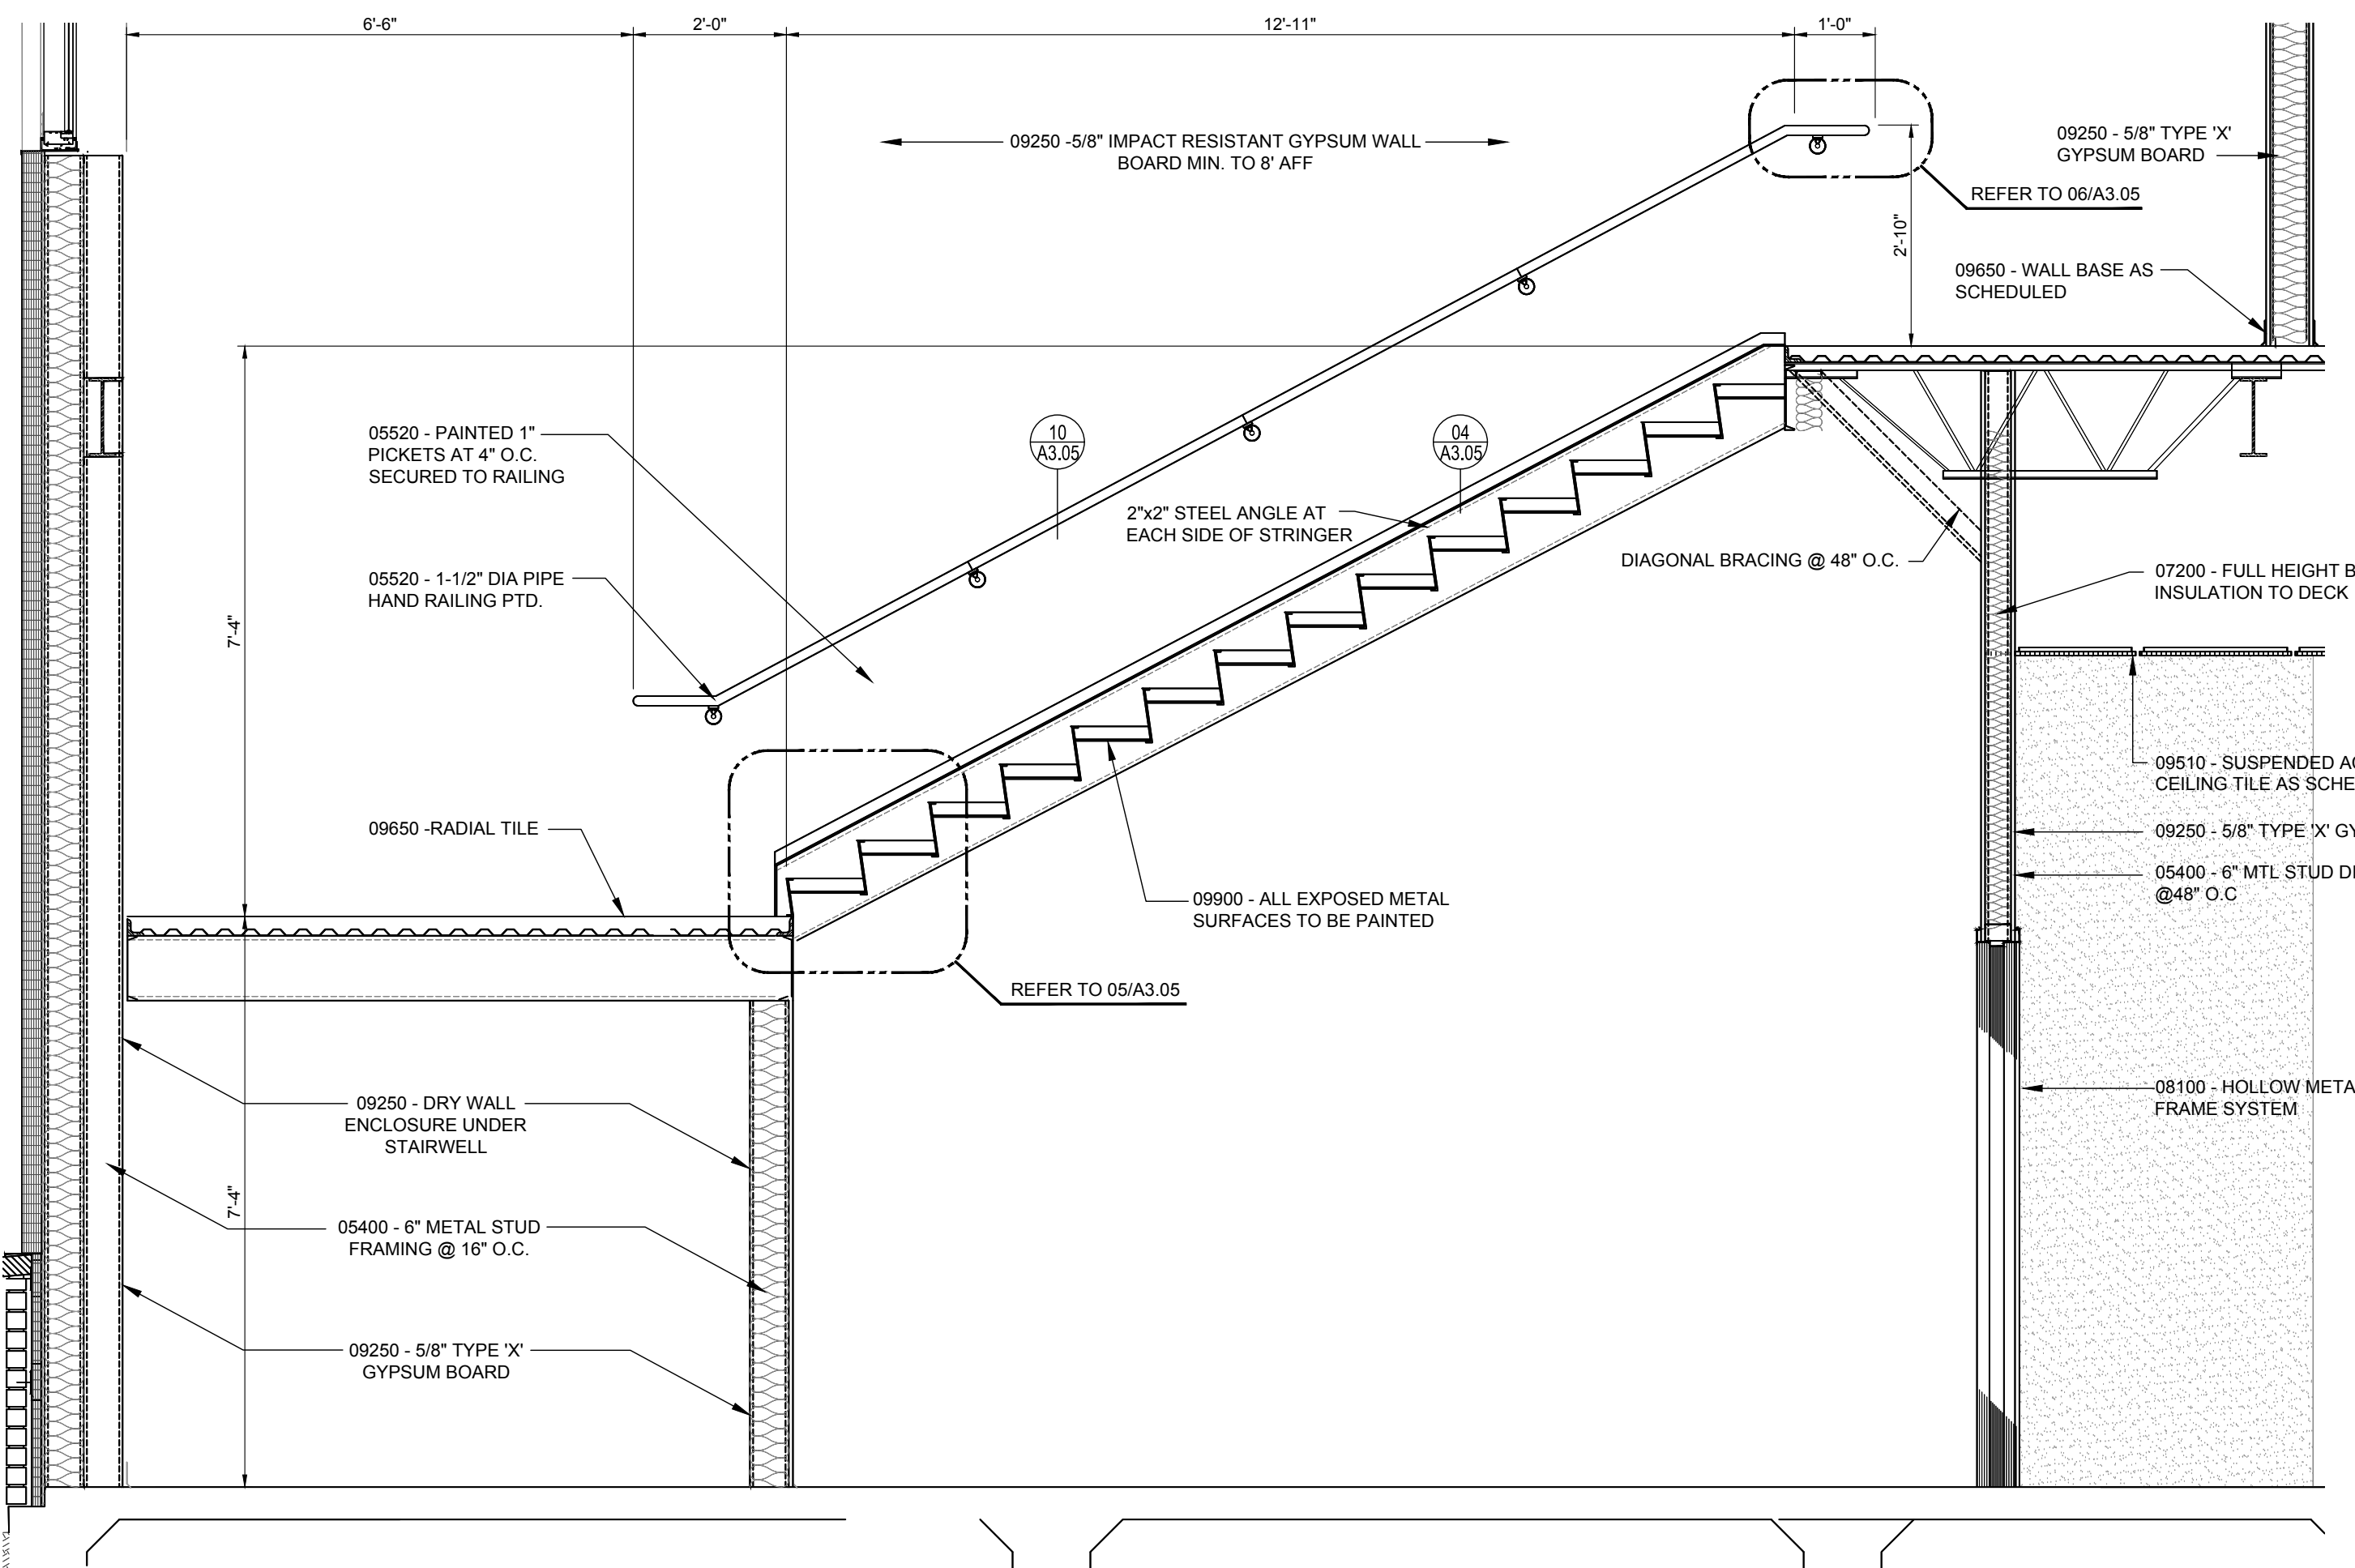 6'-6"
2'-0"
12'-11"
1'-0"
09250 -5/8" IMPACT RESISTANT GYPSUM WALL
BOARD MIN. TO 8' AFF
09250 - 5/8" TYPE 'X'
GYPSUM BOARD
REFER TO 06/A3.05
2'-10"
09650 - WALL BASE AS
SCHEDULED
05520 - PAINTED 1"
PICKETS AT 4" O.C.
SECURED TO RAILING
10
A3.05
04
A3.05
2"x2" STEEL ANGLE AT
EACH SIDE OF STRINGER
DIAGONAL BRACING @ 48" O.C.
05520 - 1-1/2" DIA PIPE
HAND RAILING PTD.
07200 - FULL HEIGHT B
INSULATION TO DECK
7'-4"
09510 - SUSPENDED AC
CEILING TILE AS SCHE
09650 -RADIAL TILE
09250 - 5/8" TYPE 'X' GY
05400 - 6" MTL STUD DI
@48" O.C
09900 - ALL EXPOSED METAL
SURFACES TO BE PAINTED
REFER TO 05/A3.05
09250 - DRY WALL
ENCLOSURE UNDER
STAIRWELL
08100 - HOLLOW META
FRAME SYSTEM
7'-4"
05400 - 6" METAL STUD
FRAMING @ 16" O.C.
09250 - 5/8" TYPE 'X'
GYPSUM BOARD